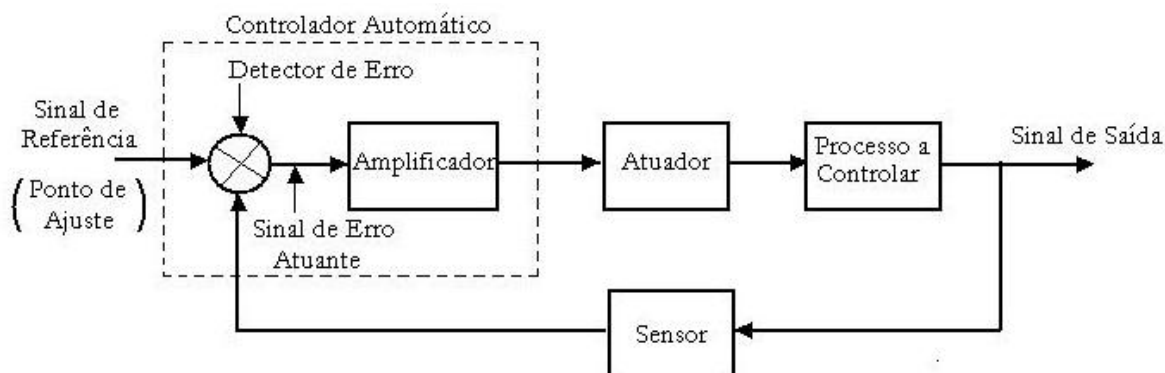 Controlador Automático
Detector de Erro
Sinal de
Referência
(Ponto de
Ajuste)
Amplificador
Sinal de Erro
Atuante
Atuador
Processo a
Controlar
Sinal de Saída
Sensor